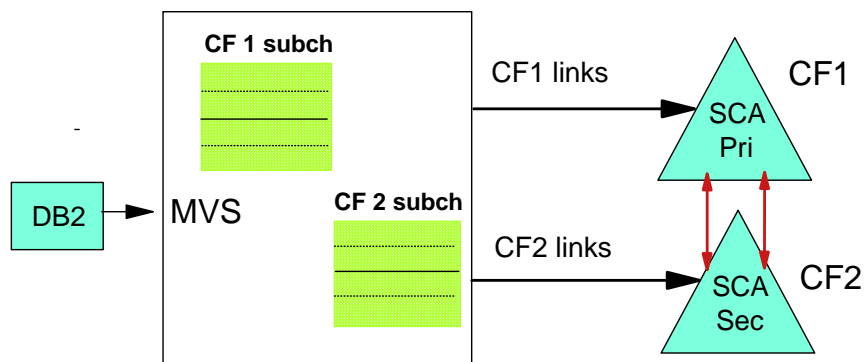 CF 1 subch
CF1 links
CF1
SCA
Pri
-
DB2
MVS
CF 2 subch
CF2 links
CF2
SCA
Sec